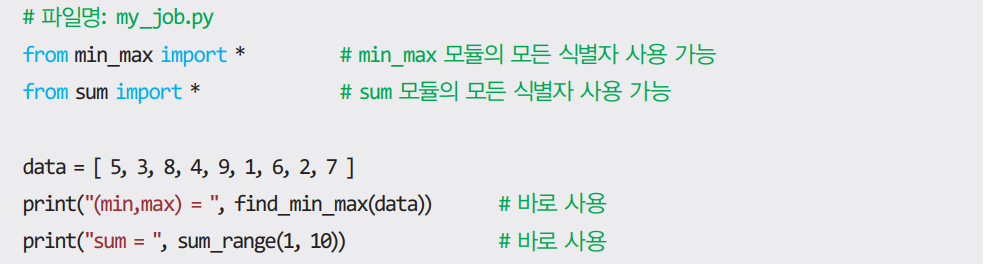 # 파일명: my_job.py
from min_max import * # min_max 모듈의 모든 식별자 사용 가능
from sum import * # sum 모듈의 모든 식별자 사용 가능
data = [ 5, 3, 8, 4, 9, 1, 6, 2, 7 ]
print("(min,max) = ", find_min_max(data)) # 바로 사용
print("sum = ", sum_range(1, 10)) # 바로 사용